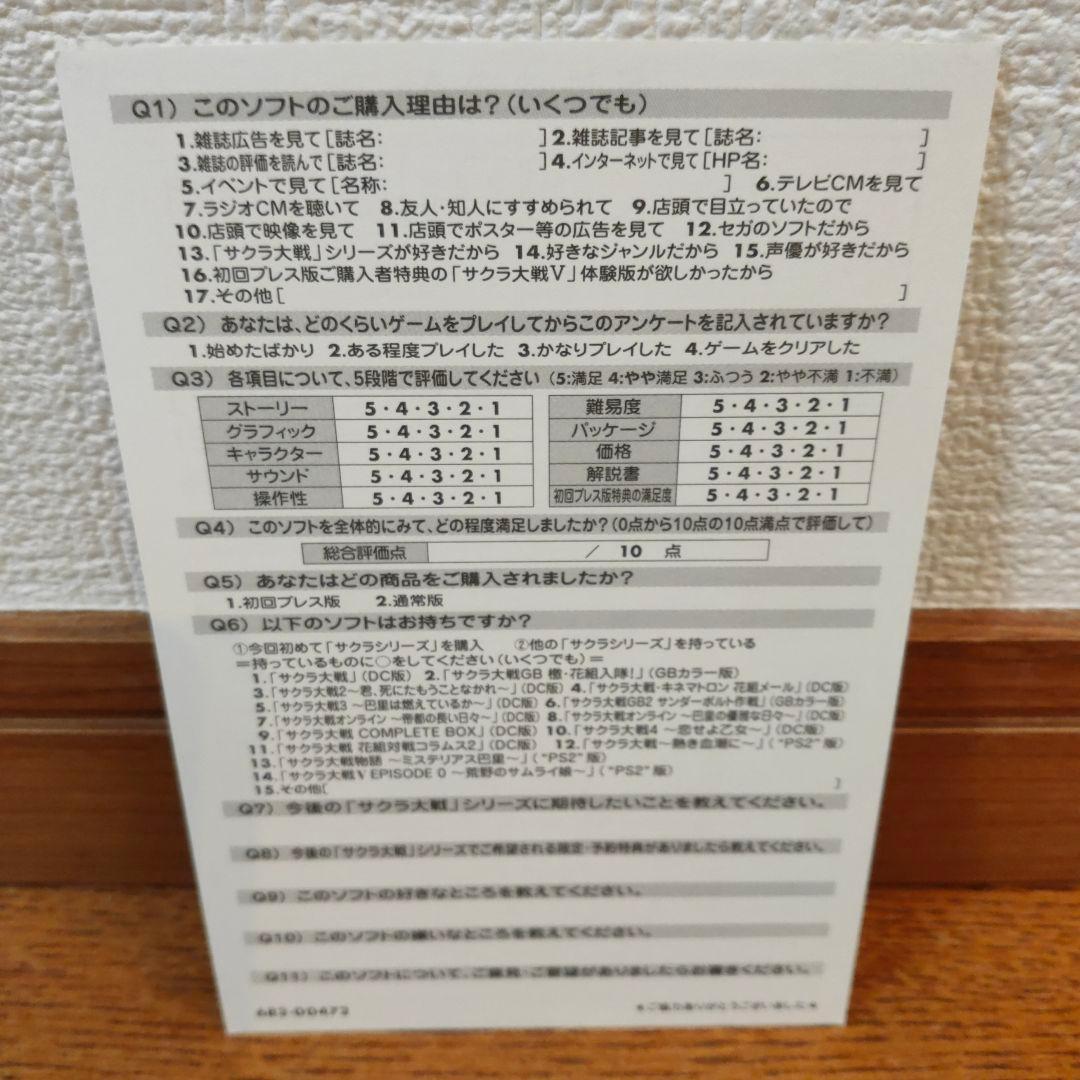 Q1) このソフトのご購入理由は?(いくつでも)
1.雑誌広告を見て[誌名: ]2.雑誌記事を見て[誌名: ]
3.雑誌の評価を読んで[誌名: ]4.インターネットで見て[HP名: ]
5.イベントで見て[名称: ] 6.テレビCMを見て
7.ラジオCMを聴いて 8.友人・知人にすすめられて 9.店頭で目立っていたので
10.店頭で映像を見て 11.店頭でポスター等の広告を見て 12.セガのソフトだから
13.「サクラ大戦」シリーズが好きだから 14.好きなジャンルだから 15.声優が好きだから
16.初回プレス版ご購入者特典の「サクラ大戦V」体験版が欲しかったから
17.その他[ ]
Q2) あなたは、どのくらいゲームをプレイしてからこのアンケートを記入されていますか?
1.始めたばかり 2.ある程度プレイした 3.かなりプレイした 4.ゲームをクリアした
Q3) 各項目について、5段階で評価してください (5:満足 4:やや満足 3:ふつう 2:やや不満 1:不満)
ストーリー 5・4・3・2・1 難易度 5・4・3・2・1
グラフィック 5・4・3・2・1 パッケージ 5・4・3・2・1
キャラクター 5・4・3・2・1 価格 5・4・3・2・1
サウンド 5・4・3・2・1 解説書 5・4・3・2・1
操作性 5・4・3・2・1 初回プレス版特典の満足度 5・4・3・2・1
Q4) このソフトを全体的にみて、どの程度満足しましたか?(0点から10点の10点満点で評価して)
総合評価点 / 10 点
Q5) あなたはどの商品をご購入されましたか?
1.初回プレス版 2.通常版
Q6) 以下のソフトはお持ちですか?
①今回初めて「サクラシリーズ」を購入 ②他の「サクラシリーズ」を持っている
=持っているものに○をしてください(いくつでも)=
1.「サクラ大戦」(DC版) 2.「サクラ大戦GB 檄・花組入隊!」(GBカラー版)
3.「サクラ大戦2~君、死にたもうことなかれ~」(DC版) 4.「サクラ大戦・キネマトロン 花組メール」(DC版)
5.「サクラ大戦3 ~巴里は燃えているか~」(DC版) 6.「サクラ大戦GB2 サンダーボルト作戦」(GBカラー版)
7.「サクラ大戦オンライン ~帝都の長い日々~」(DC版) 8.「サクラ大戦オンライン ~巴里の優雅な日々~」(DC版)
9.「サクラ大戦 COMPLETE BOX」(DC版) 10.「サクラ大戦4 ~恋せよ乙女~」(DC版)
11.「サクラ大戦 花組対戦コラムス2」(DC版) 12.「サクラ大戦~熱き血潮に~」("PS2"版)
13.「サクラ大戦物語 ~ミステリアス巴里~」("PS2"版)
14.「サクラ大戦V EPISODE 0 ~荒野のサムライ娘~」("PS2"版)
15.その他[ ]
Q7) 今後の「サクラ大戦」シリーズに期待したいことを教えてください。
Q8) 今後の「サクラ大戦」シリーズでご希望される限定・予約特典がありましたら教えてください。
Q9) このソフトの好きなところを教えてください。
Q10) このソフトの嫌いなところを教えてください。
Q11) このソフトについて、ご意見・ご要望がありましたらお書きください。